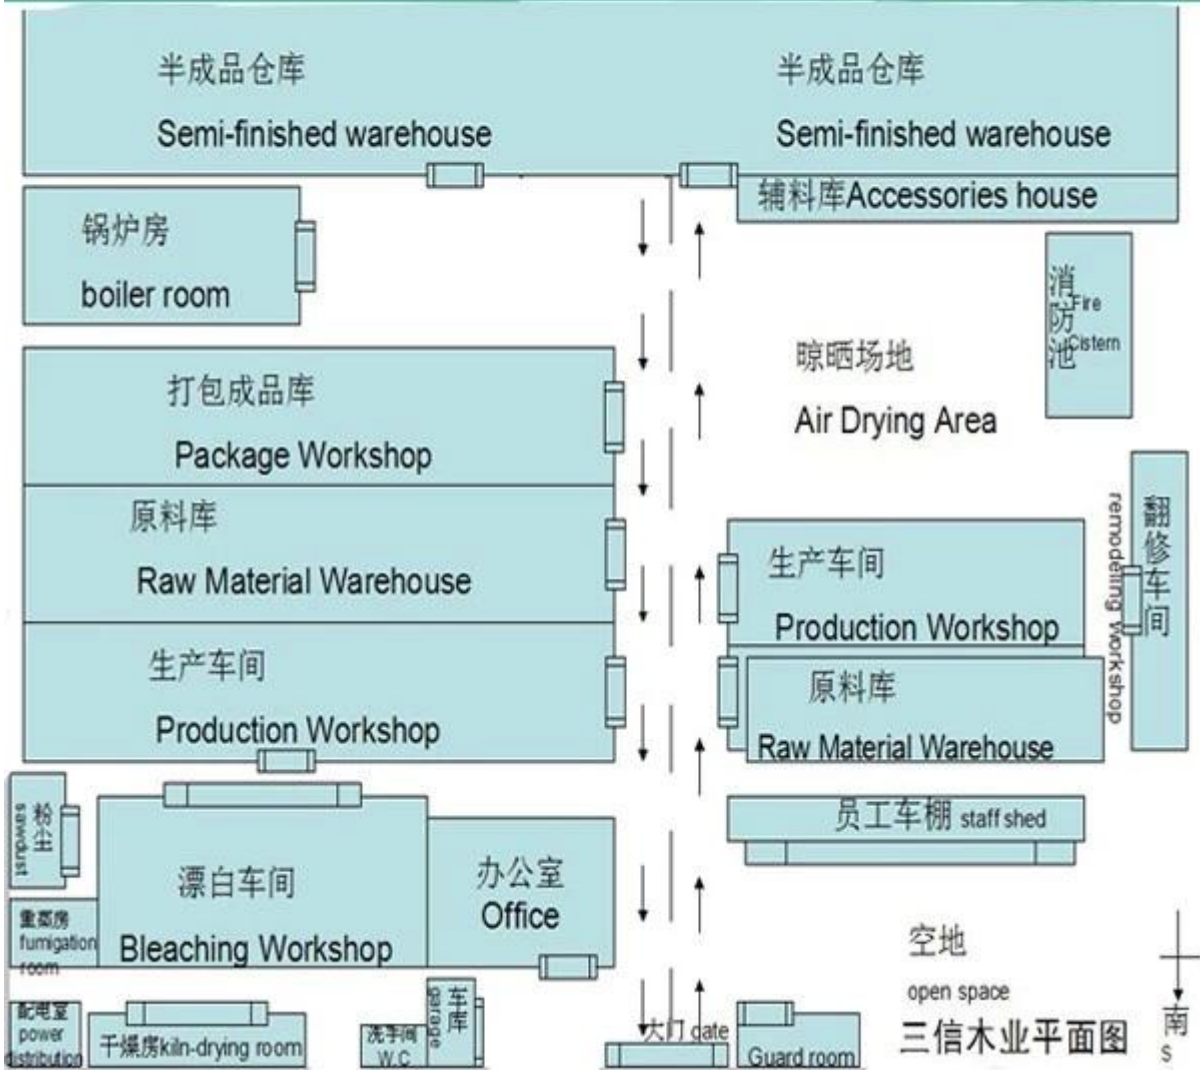 半成品仓库
Semi-finished warehouse
半成品仓库
Semi-finished warehouse
辅料库Accessories house
锅炉房
boiler room
消防池
Fire
Cistern
晾晒场地
Air Drying Area
打包成品库
Package Workshop
原料库
Raw Material Warehouse
生产车间
Production Workshop
生产车间
Production Workshop
原料库
Raw Material Warehouse
翻修车间
remodeling workshop
粉尘
sawdust
漂白车间
Bleaching Workshop
办公室
Office
员工车棚 staff shed
重蒸房
fumigation
room
空地
open space
配电室
power
distribution
干燥房kiln-drying room
洗手间
W.C
车库
garage
大门 gate
Guard room
三信木业平面图
南
S